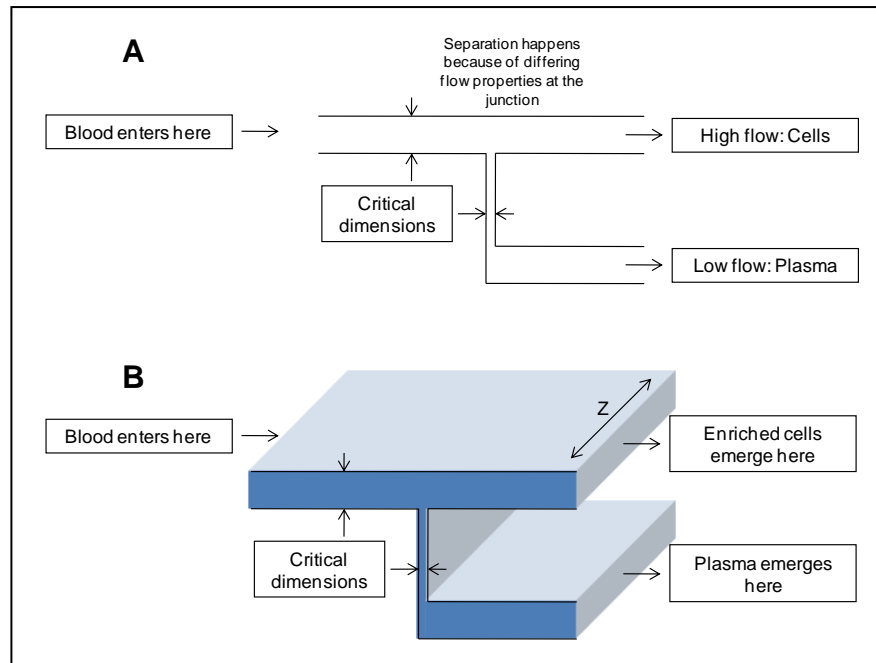 A
Separation happens
because of differing
flow properties at the
junction
Blood enters here
High flow: Cells
Critical
dimensions
Low flow: Plasma
B
Z
Blood enters here
Enriched cells
emerge here
Critical
dimensions
Plasma emerges
here